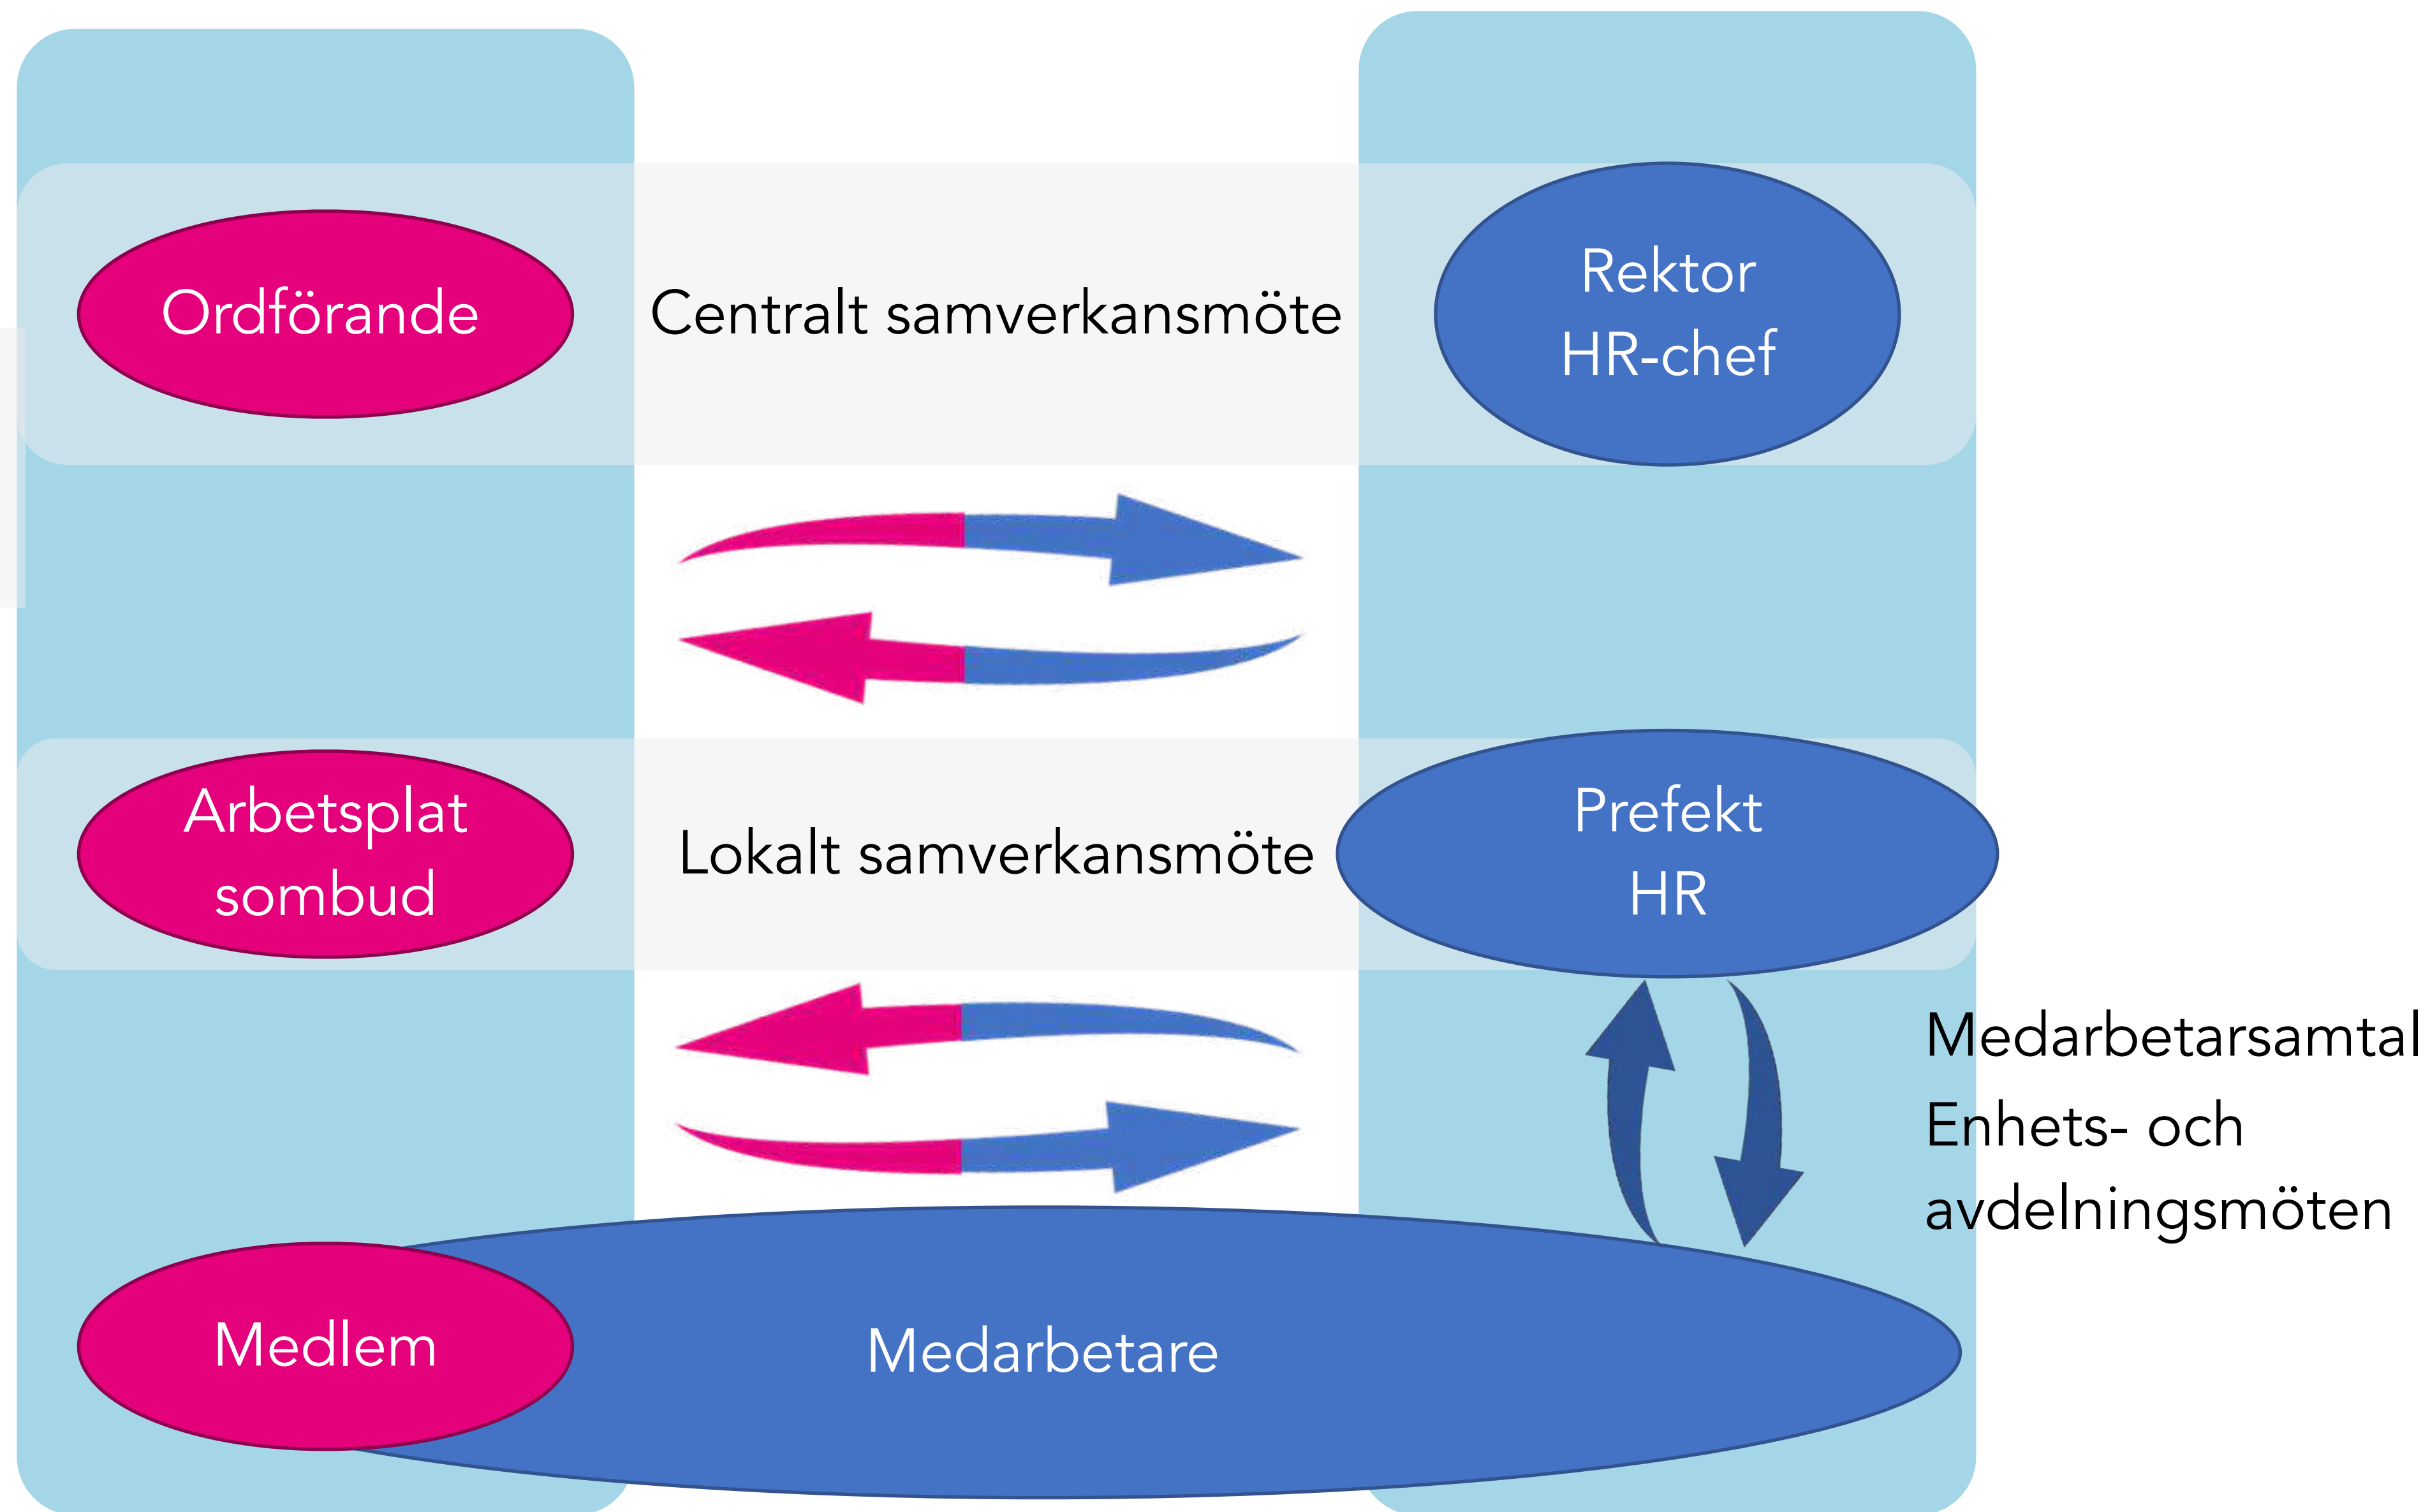 Ordförande
Centralt samverkansmöte
Rektor
HR-chef
Arbetsplat
sombud
Lokalt samverkansmöte
Prefekt
HR
Medarbetarsamtal
Enhets- och
avdelningsmöten
Medlem
Medarbetare